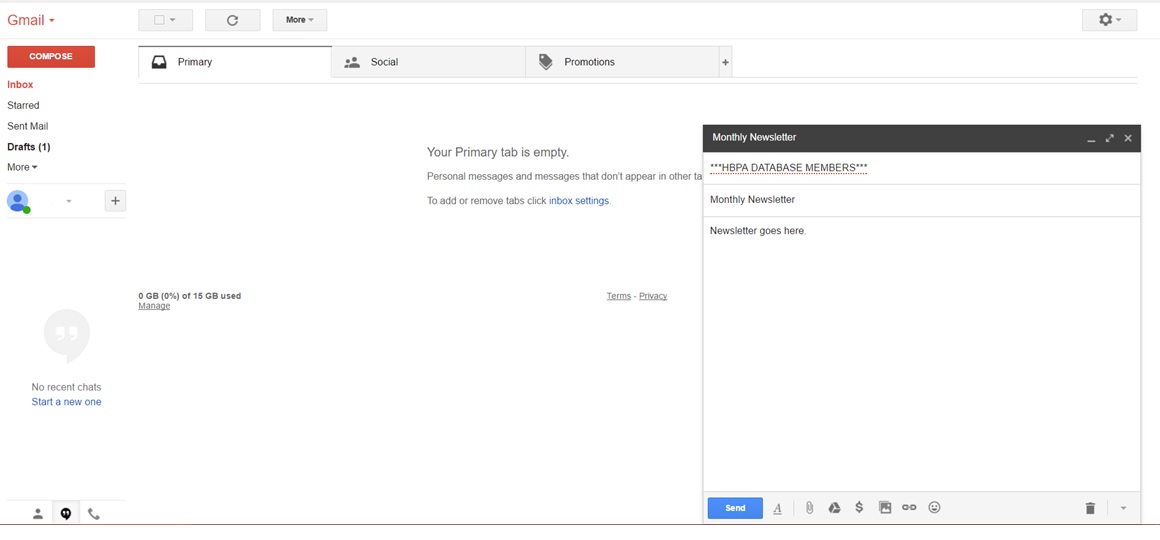 Gmail
More
COMPOSE
Primary
Social
Promotions
+
Inbox
Starred
Sent Mail
Drafts (1)
More
+
Your Primary tab is empty.
Personal messages and messages that don't appear in other ta
To add or remove tabs click inbox settings.
0 GB (0%) of 15 GB used
Manage
Terms - Privacy
No recent chats
Start a new one
Monthly Newsletter
***HBPA DATABASE MEMBERS***
Monthly Newsletter
Newsletter goes here.
Send
A
$